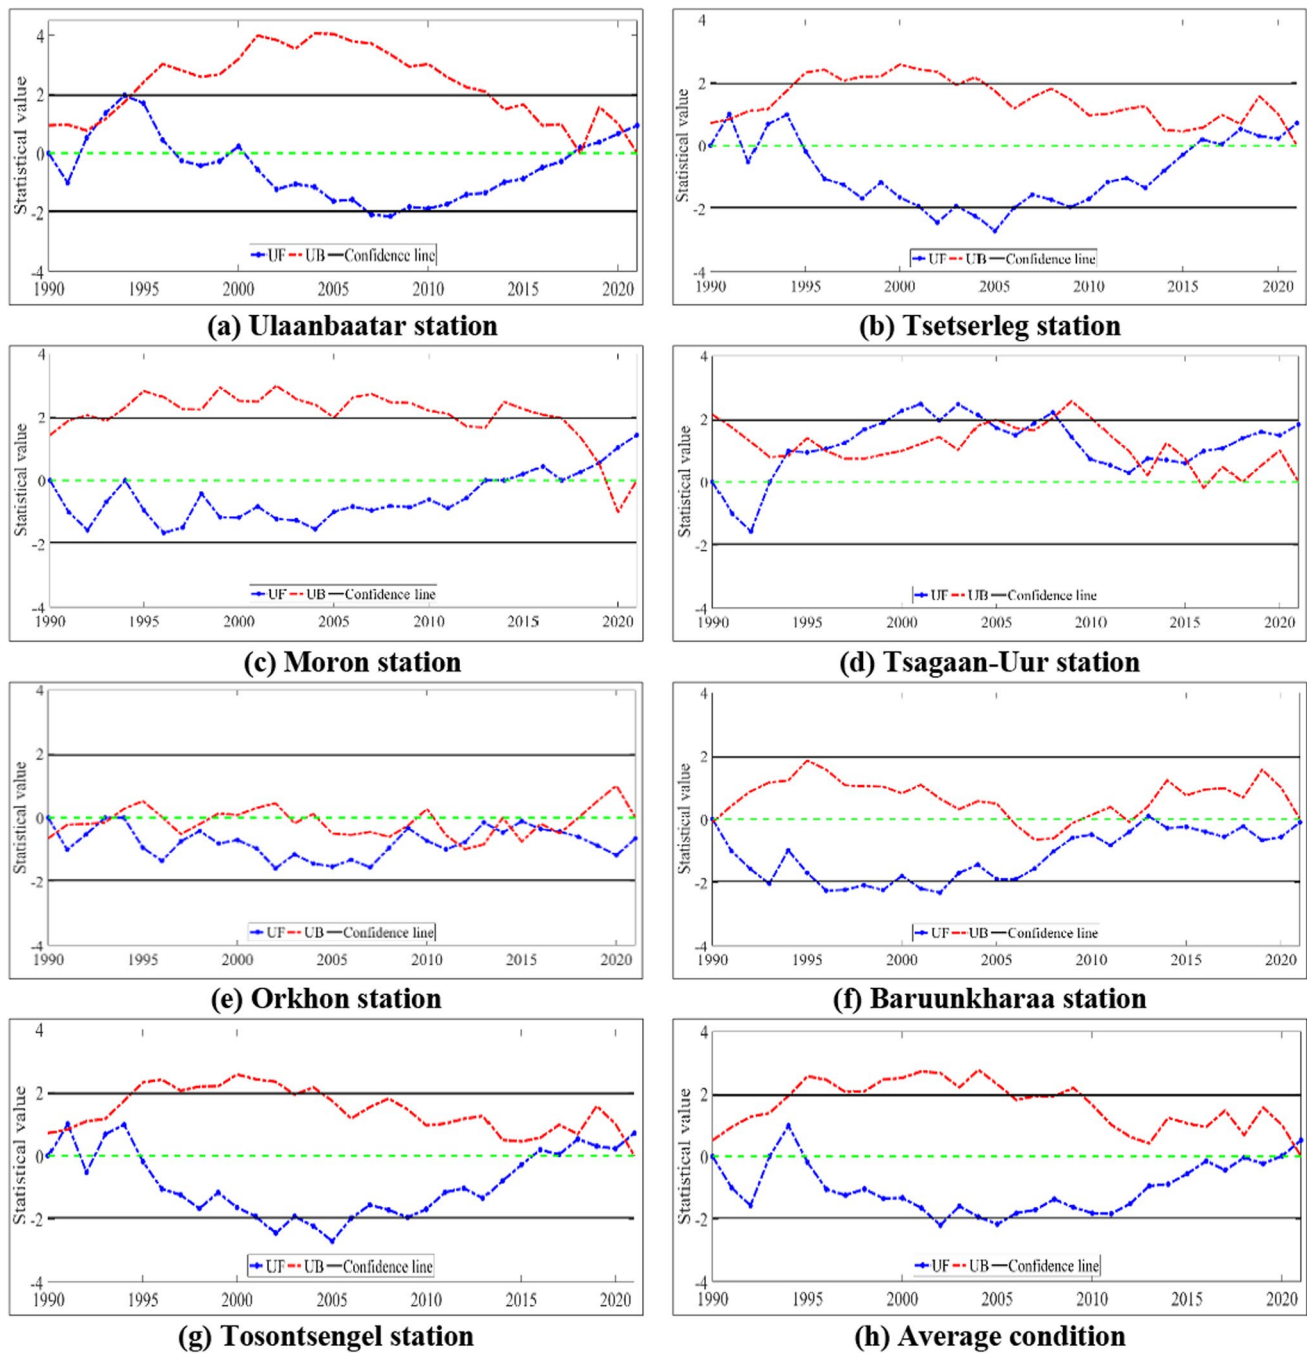 4
2
0
-2
-4
Statistical value
UF UB Confidence line
1990 1995 2000 2005 2010 2015 2020
(a) Ulaanbaatar station
4
2
0
-2
-4
Statistical value
UF UB Confidence line
1990 1995 2000 2005 2010 2015 2020
(b) Tsetserleg station
4
2
0
-2
-4
Statistical value
UF UB Confidence line
1990 1995 2000 2005 2010 2015 2020
(c) Moron station
4
2
0
-2
-4
Statistical value
UF UB Confidence line
1990 1995 2000 2005 2010 2015 2020
(d) Tsagaan-Uur station
4
2
0
-2
-4
Statistical value
UF UB Confidence line
1990 1995 2000 2005 2010 2015 2020
(e) Orkhon station
4
2
0
-2
-4
Statistical value
UF UB Confidence line
1990 1995 2000 2005 2010 2015 2020
(f) Baruunkharaa station
4
2
0
-2
-4
Statistical value
UF UB Confidence line
1990 1995 2000 2005 2010 2015 2020
(g) Tosontsengel station
4
2
0
-2
-4
Statistical value
UF UB Confidence line
1990 1995 2000 2005 2010 2015 2020
(h) Average condition